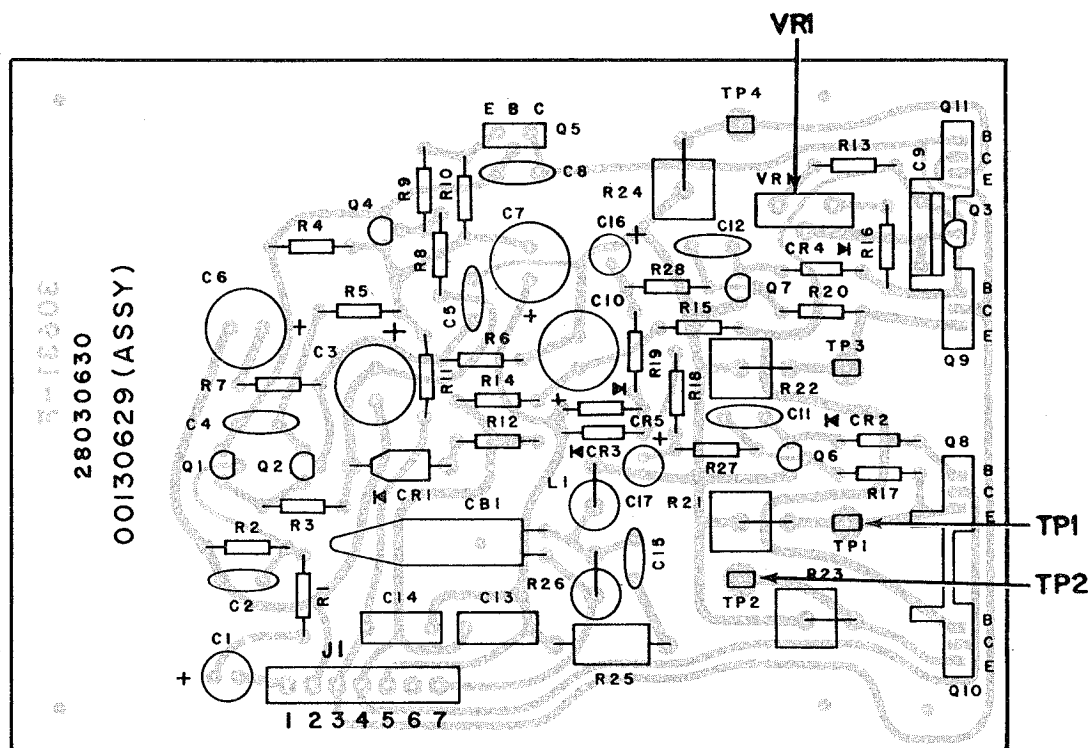 VR1
TP4
Q11
E B C
Q5
B
R13
C9
C
C8
E
R9
R10
R24
VR1
Q4
Q3
C7
C16
+
C12
R16
R4
R8
CR4
R28
Q7
C6
C5
C10
R20
B
R5
R15
C
+
+
+
R6
E
C3
R19
TP3
Q9
R11
R7
R14
R18
R22
+
C4
R12
CR5
+
C11
CR2
Q8
CR3
R27
Q6
B
Q1
Q2
R17
C
CR1
L1
C17
R21
E
R3
CB1
TP1
TP1
R2
C15
R26
R23
TP2
TP2
C2
R1
C14
C13
B
C1
C
J1
E
+
R25
Q10
1 2 3 4 5 6 7
28030630
00130629 (ASSY)